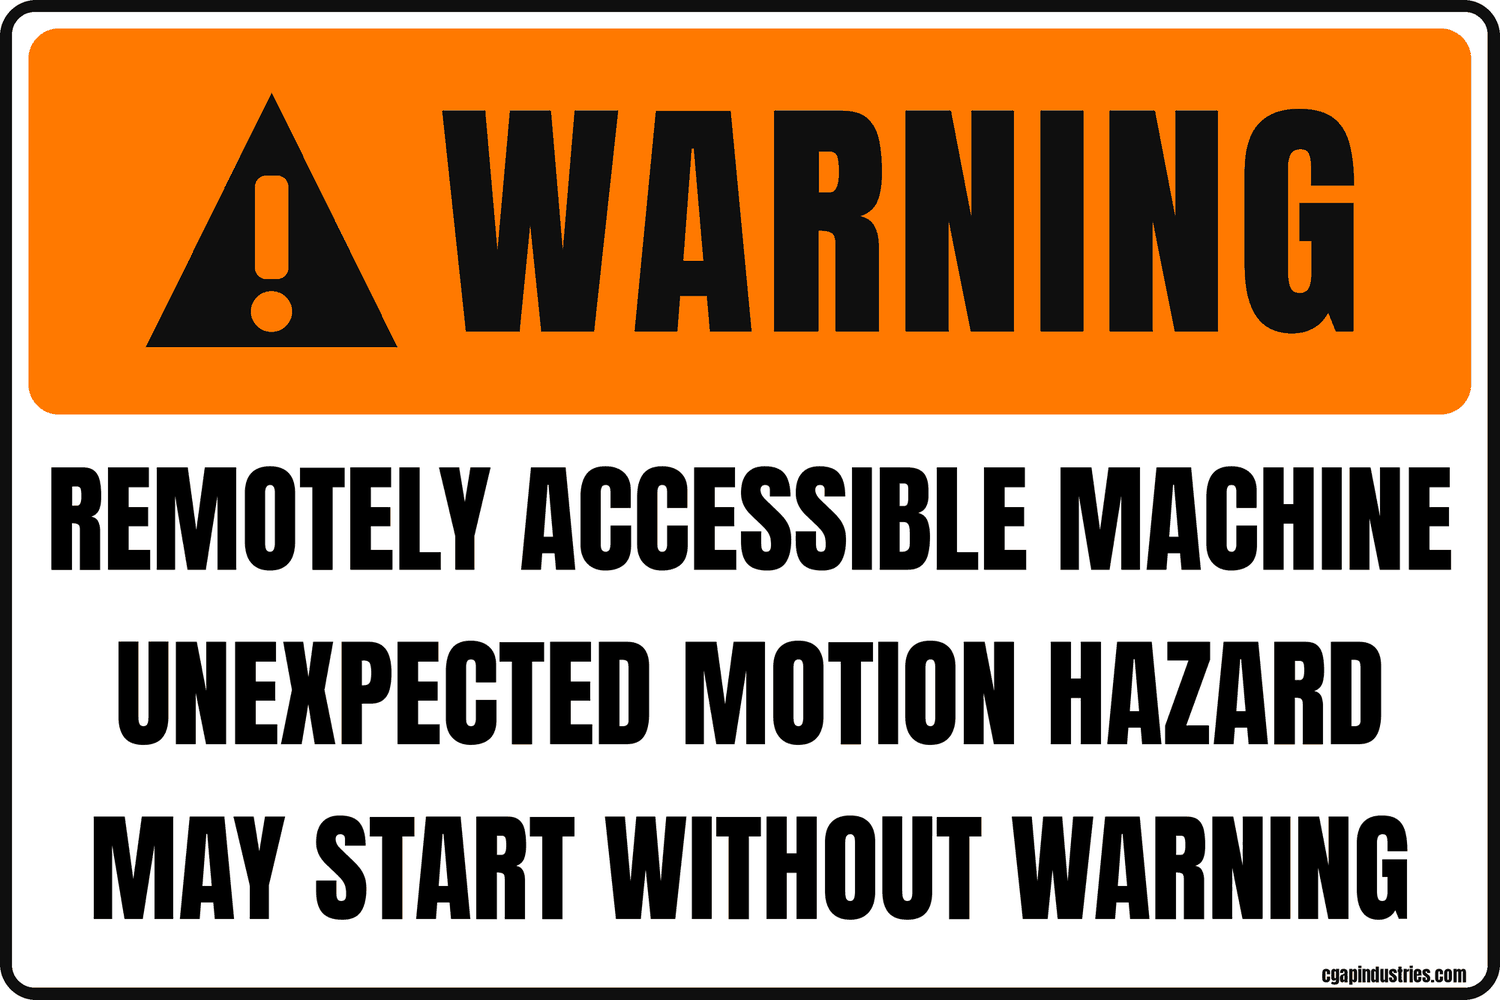 WARNING
REMOTELY ACCESSIBLE MACHINE
UNEXPECTED MOTION HAZARD
MAY START WITHOUT WARNING
cgapindustries.com